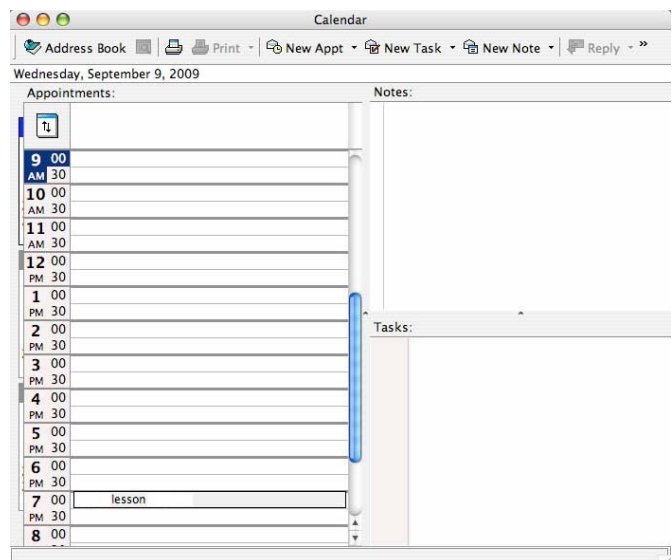 Calendar
Address Book Print New Appt New Task New Note Reply »
Wednesday, September 9, 2009
Appointments: Notes:
9 00
AM 30
10 00
AM 30
11 00
AM 30
12 00
PM 30
1 00
PM 30
2 00
PM 30
Tasks:
3 00
PM 30
4 00
PM 30
5 00
PM 30
6 00
PM 30
7 00 lesson
PM 30
8 00